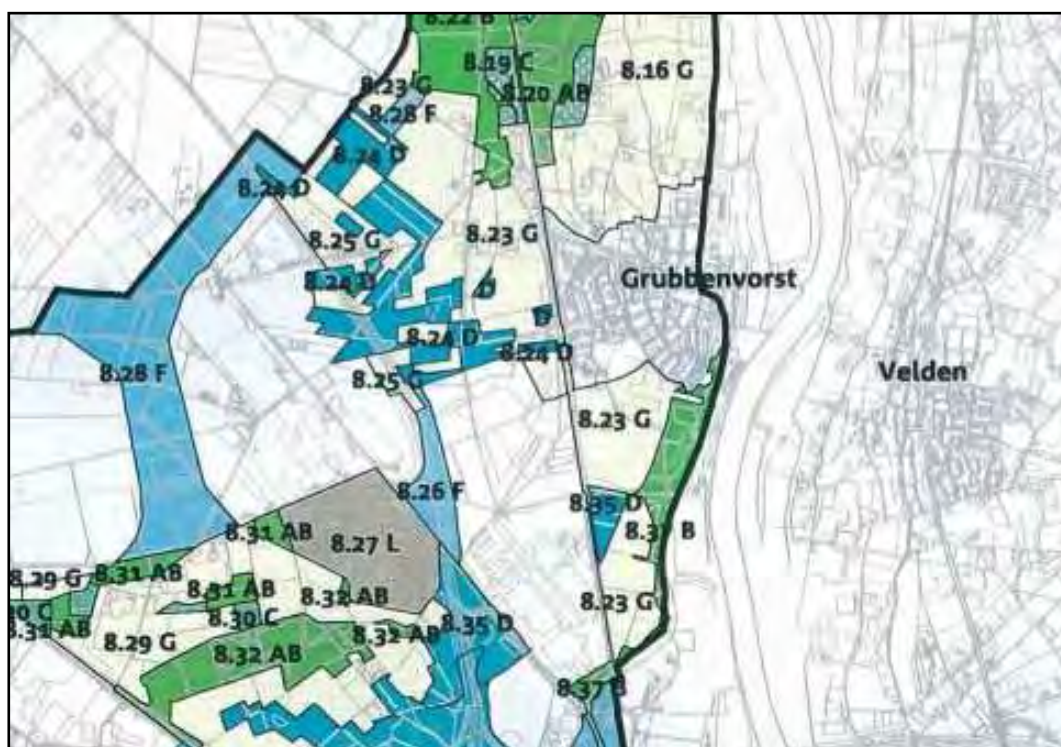 8.22 B
8.19 C
8.16 G
8.23 G
8.20 AB
8.28 F
8.24 D
8.24 D
8.25 G
8.23 G
Grubbenvorst
8.24 D
D
D
8.24 D
8.24 D
8.28 F
8.25 G
Velden
8.23 G
8.26 F
8.35 D
8.31 AB
8.27 L
B
8.29 G
8.31 AB
8.31 AB
8.32 AB
8.23 G
8.30 C
8.31 AB
8.29 G
8.32 AB
8.35 D
8.32 AB
8.37 B